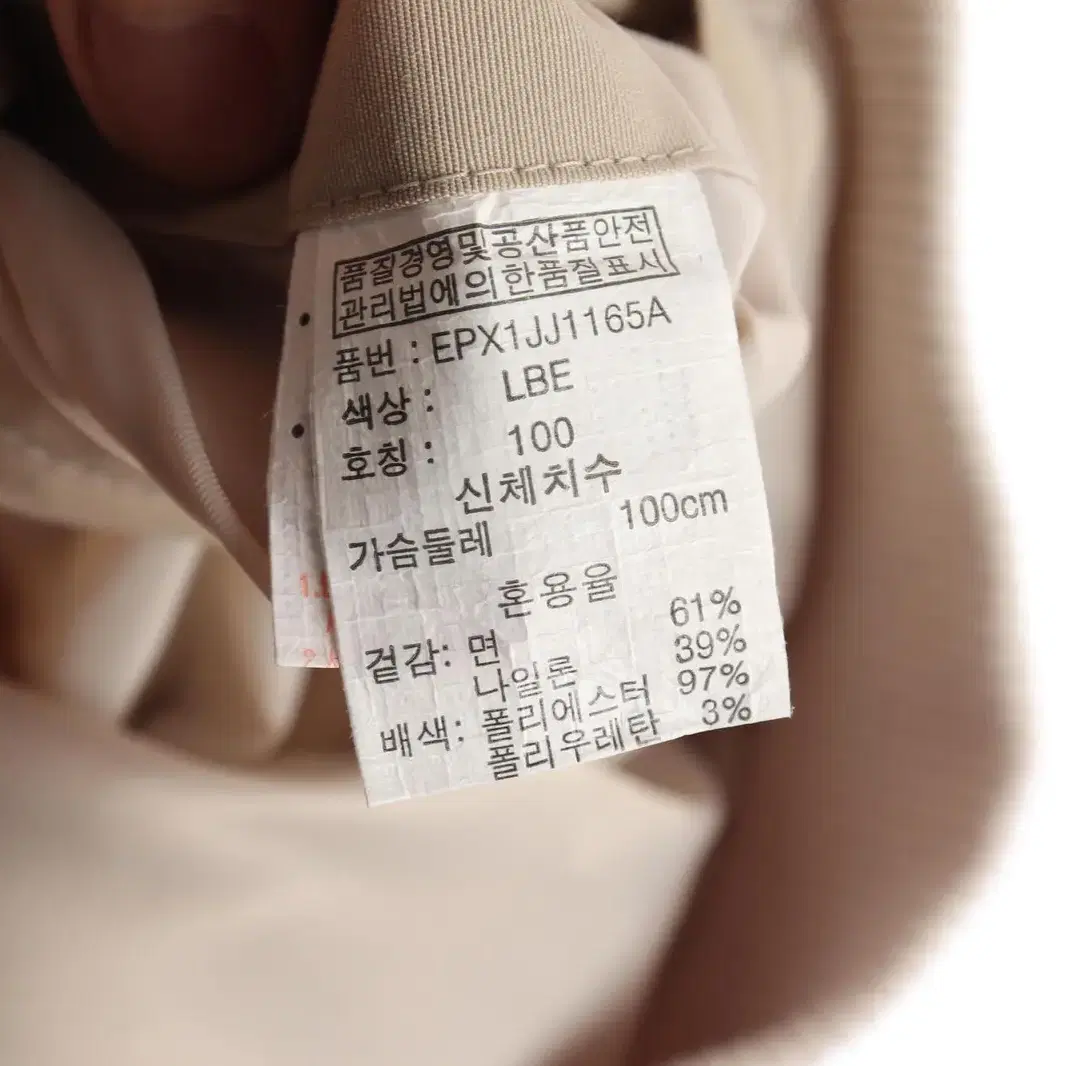 품질경영및공산품안전
관리법에의한품질표시
품번 : EPX1JJ1165A
색상 : LBE
호칭 : 100
신체치수
가슴둘레 100cm
혼용율
겉감: 면 61%
나일론 39%
배색: 폴리에스터 97%
폴리우레탄 3%